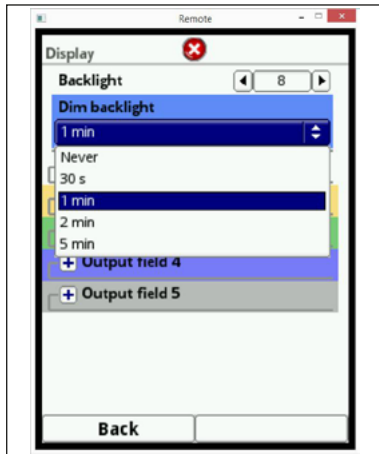 Remote
Display
Backlight
8
Dim backlight
1 min
Never
30 s
1 min
2 min
5 min
Output field 4
Output field 5
Back